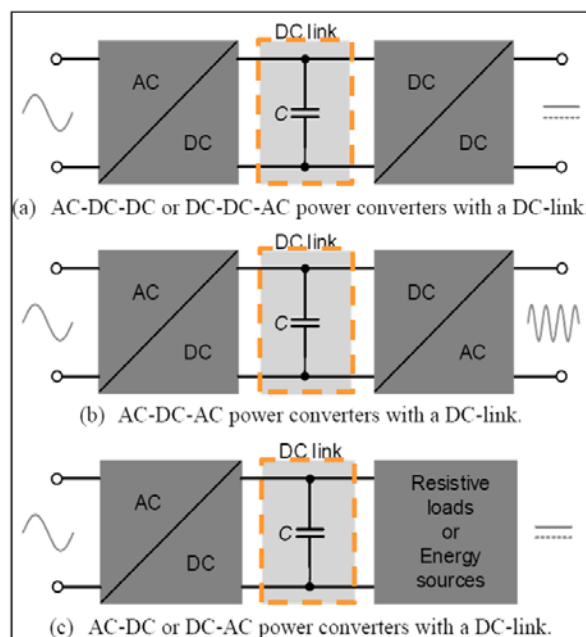 DC link
AC
DC
C
DC
DC
(a) AC-DC-DC or DC-DC-AC power converters with a DC-link.
DC link
AC
DC
C
DC
AC
(b) AC-DC-AC power converters with a DC-link.
DC link
AC
DC
C
Resistive
loads
or
Energy
sources
(c) AC-DC or DC-AC power converters with a DC-link.